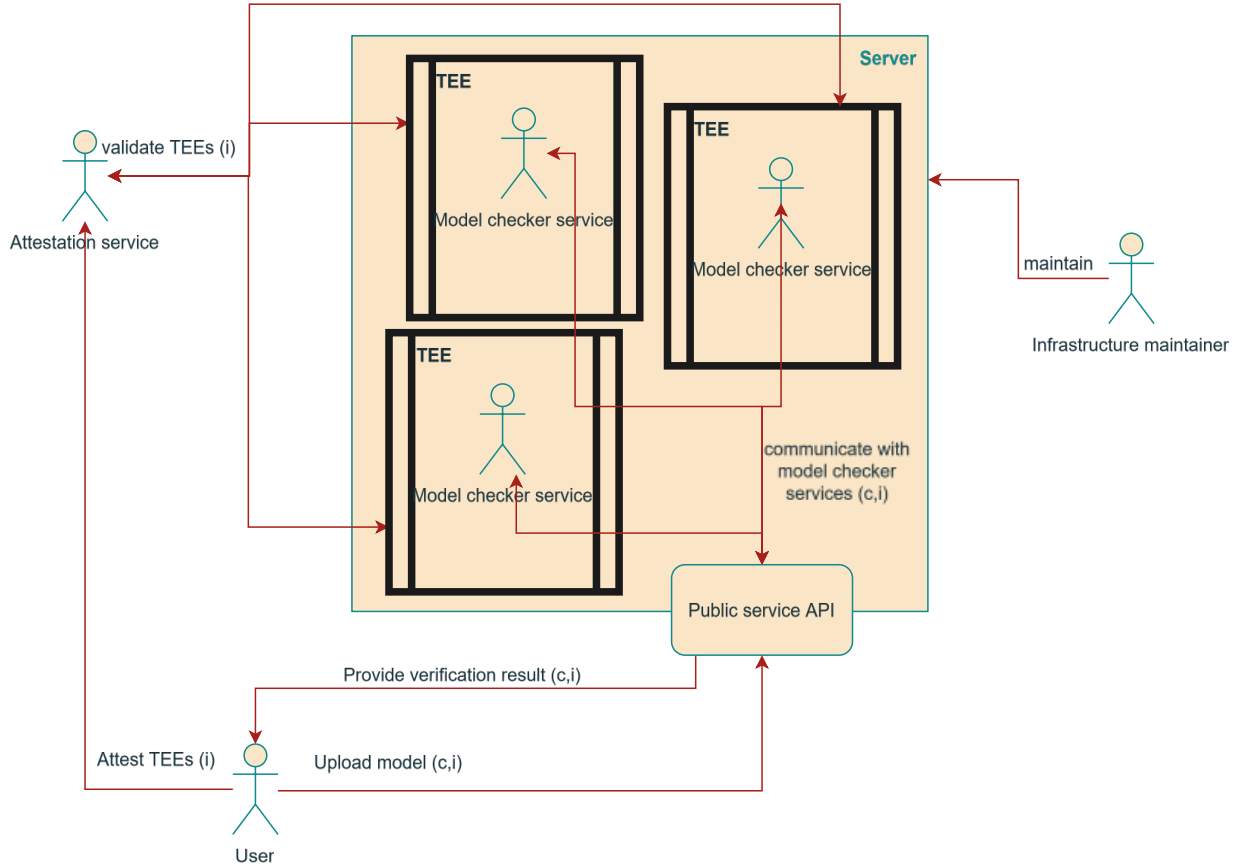 Server
TEE
TEE
validate TEEs (i)
Model checker service
Attestation service
Model checker service
maintain
Infrastructure maintainer
TEE
communicate with
model checker
services (c,i)
Model checker service
Public service API
Provide verification result (c,i)
Attest TEEs (i)
Upload model (c,i)
User